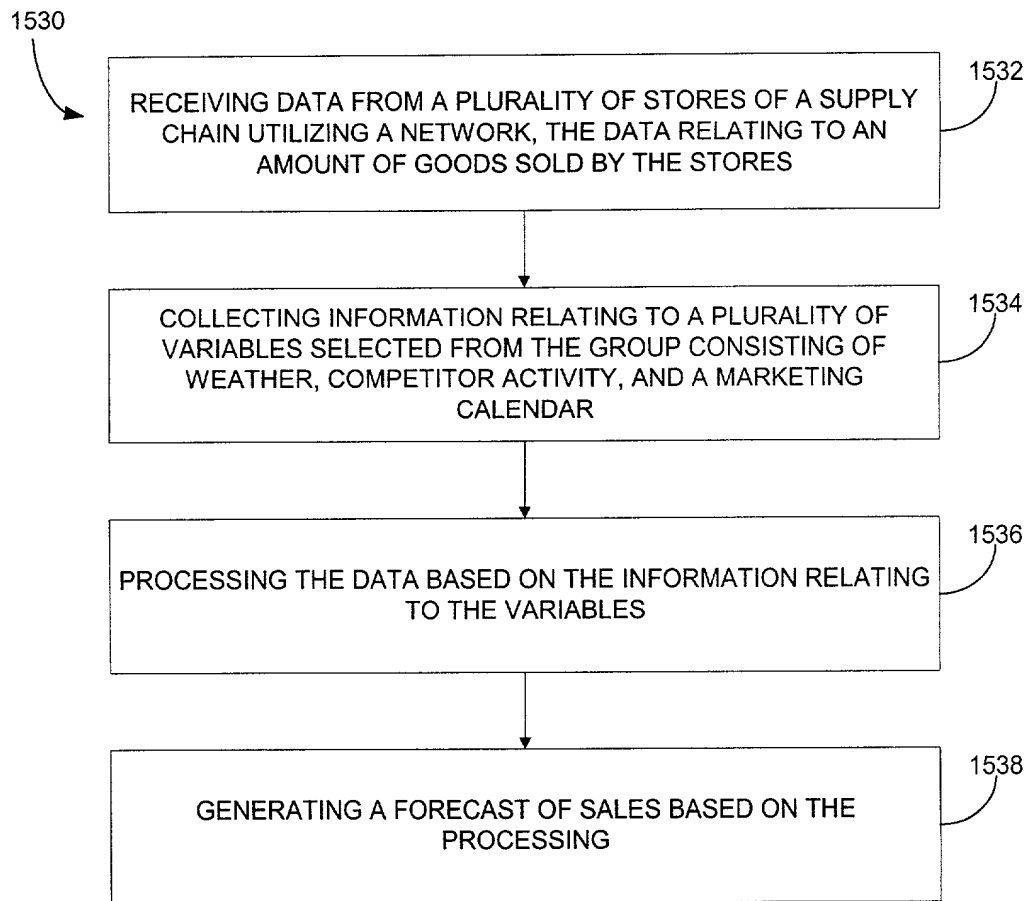 1530
1532
RECEIVING DATA FROM A PLURALITY OF STORES OF A SUPPLY
CHAIN UTILIZING A NETWORK, THE DATA RELATING TO AN
AMOUNT OF GOODS SOLD BY THE STORES
1534
COLLECTING INFORMATION RELATING TO A PLURALITY OF
VARIABLES SELECTED FROM THE GROUP CONSISTING OF
WEATHER, COMPETITOR ACTIVITY, AND A MARKETING
CALENDAR
1536
PROCESSING THE DATA BASED ON THE INFORMATION RELATING
TO THE VARIABLES
1538
GENERATING A FORECAST OF SALES BASED ON THE
PROCESSING